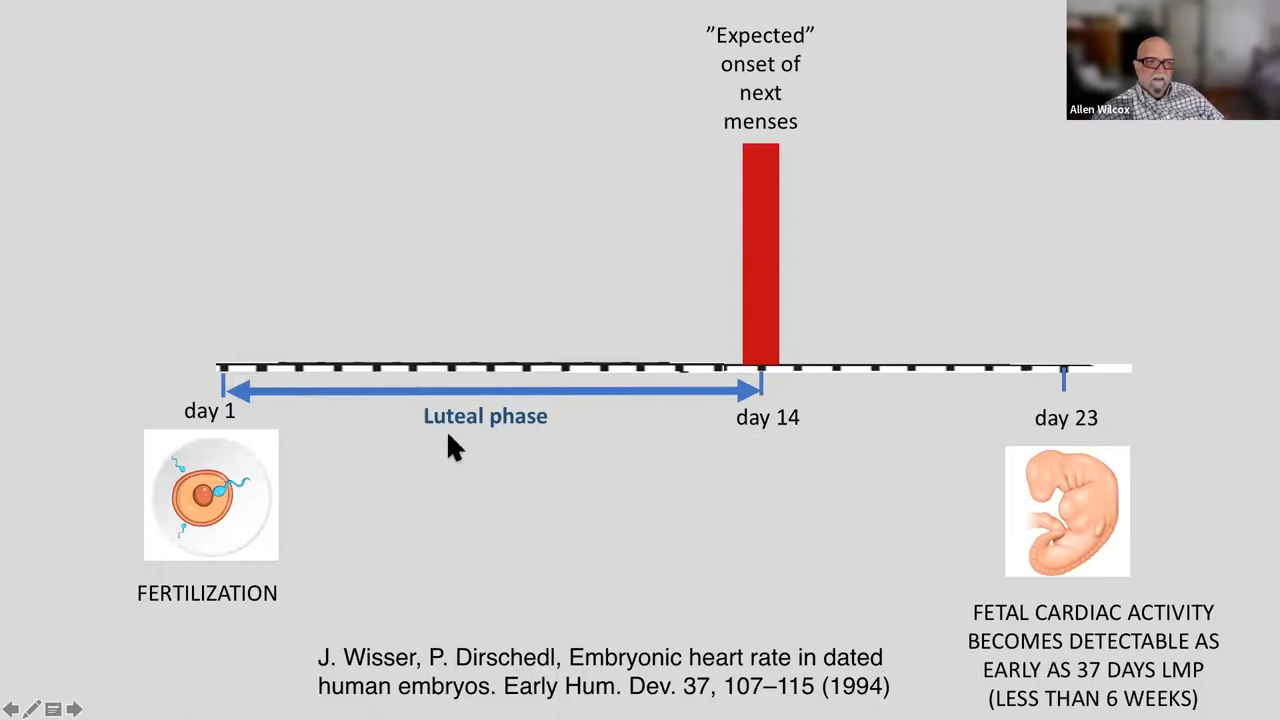 ”Expected”
onset of
next
menses
Allen Wilcox
Luteal phase
day 1
day 14
day 23
FERTILIZATION
FETAL CARDIAC ACTIVITY
BECOMES DETECTABLE AS
EARLY AS 37 DAYS LMP
(LESS THAN 6 WEEKS)
J. Wisser, P. Dirschedl, Embryonic heart rate in dated
human embryos. Early Hum. Dev. 37, 107–115 (1994)